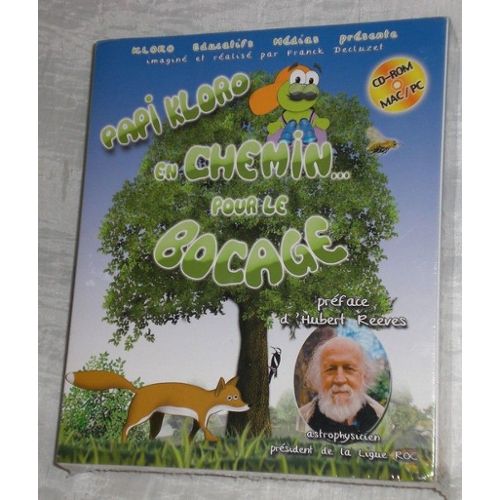 KLORO Educatifs Médias présente
imaginé et réalisé par Franck Decluzet
CD-ROM
MAC/PC
PAPI KLORO
EN CHEMIN...
POUR LE
BOCAGE
préface
d'Hubert Reeves
astrophysicien
président de la Ligue ROC